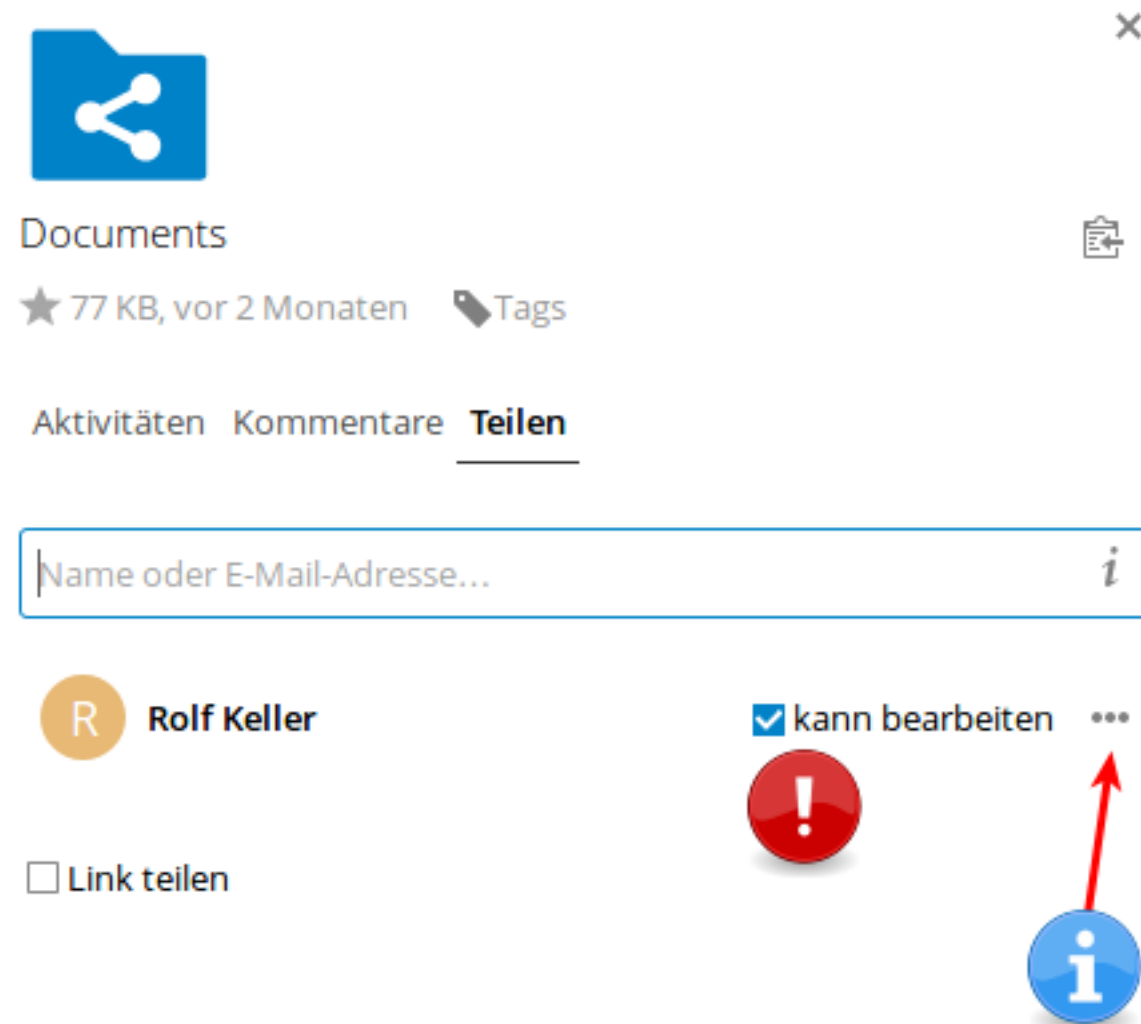 Documents
77 KB, vor 2 Monaten Tags
Aktivitäten Kommentare Teilen
Name oder E-Mail-Adresse... i
R Rolf Keller kann bearbeiten
!
Link teilen
i